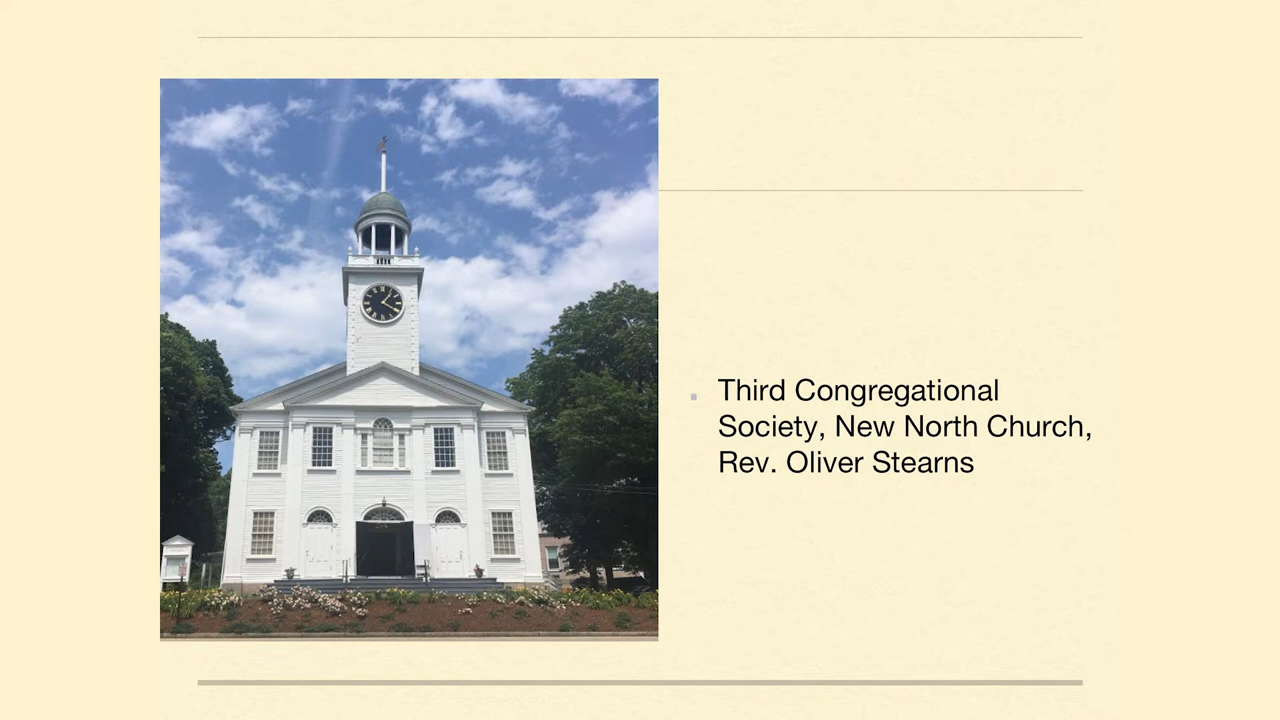 Third Congregational
Society, New North Church,
Rev. Oliver Stearns